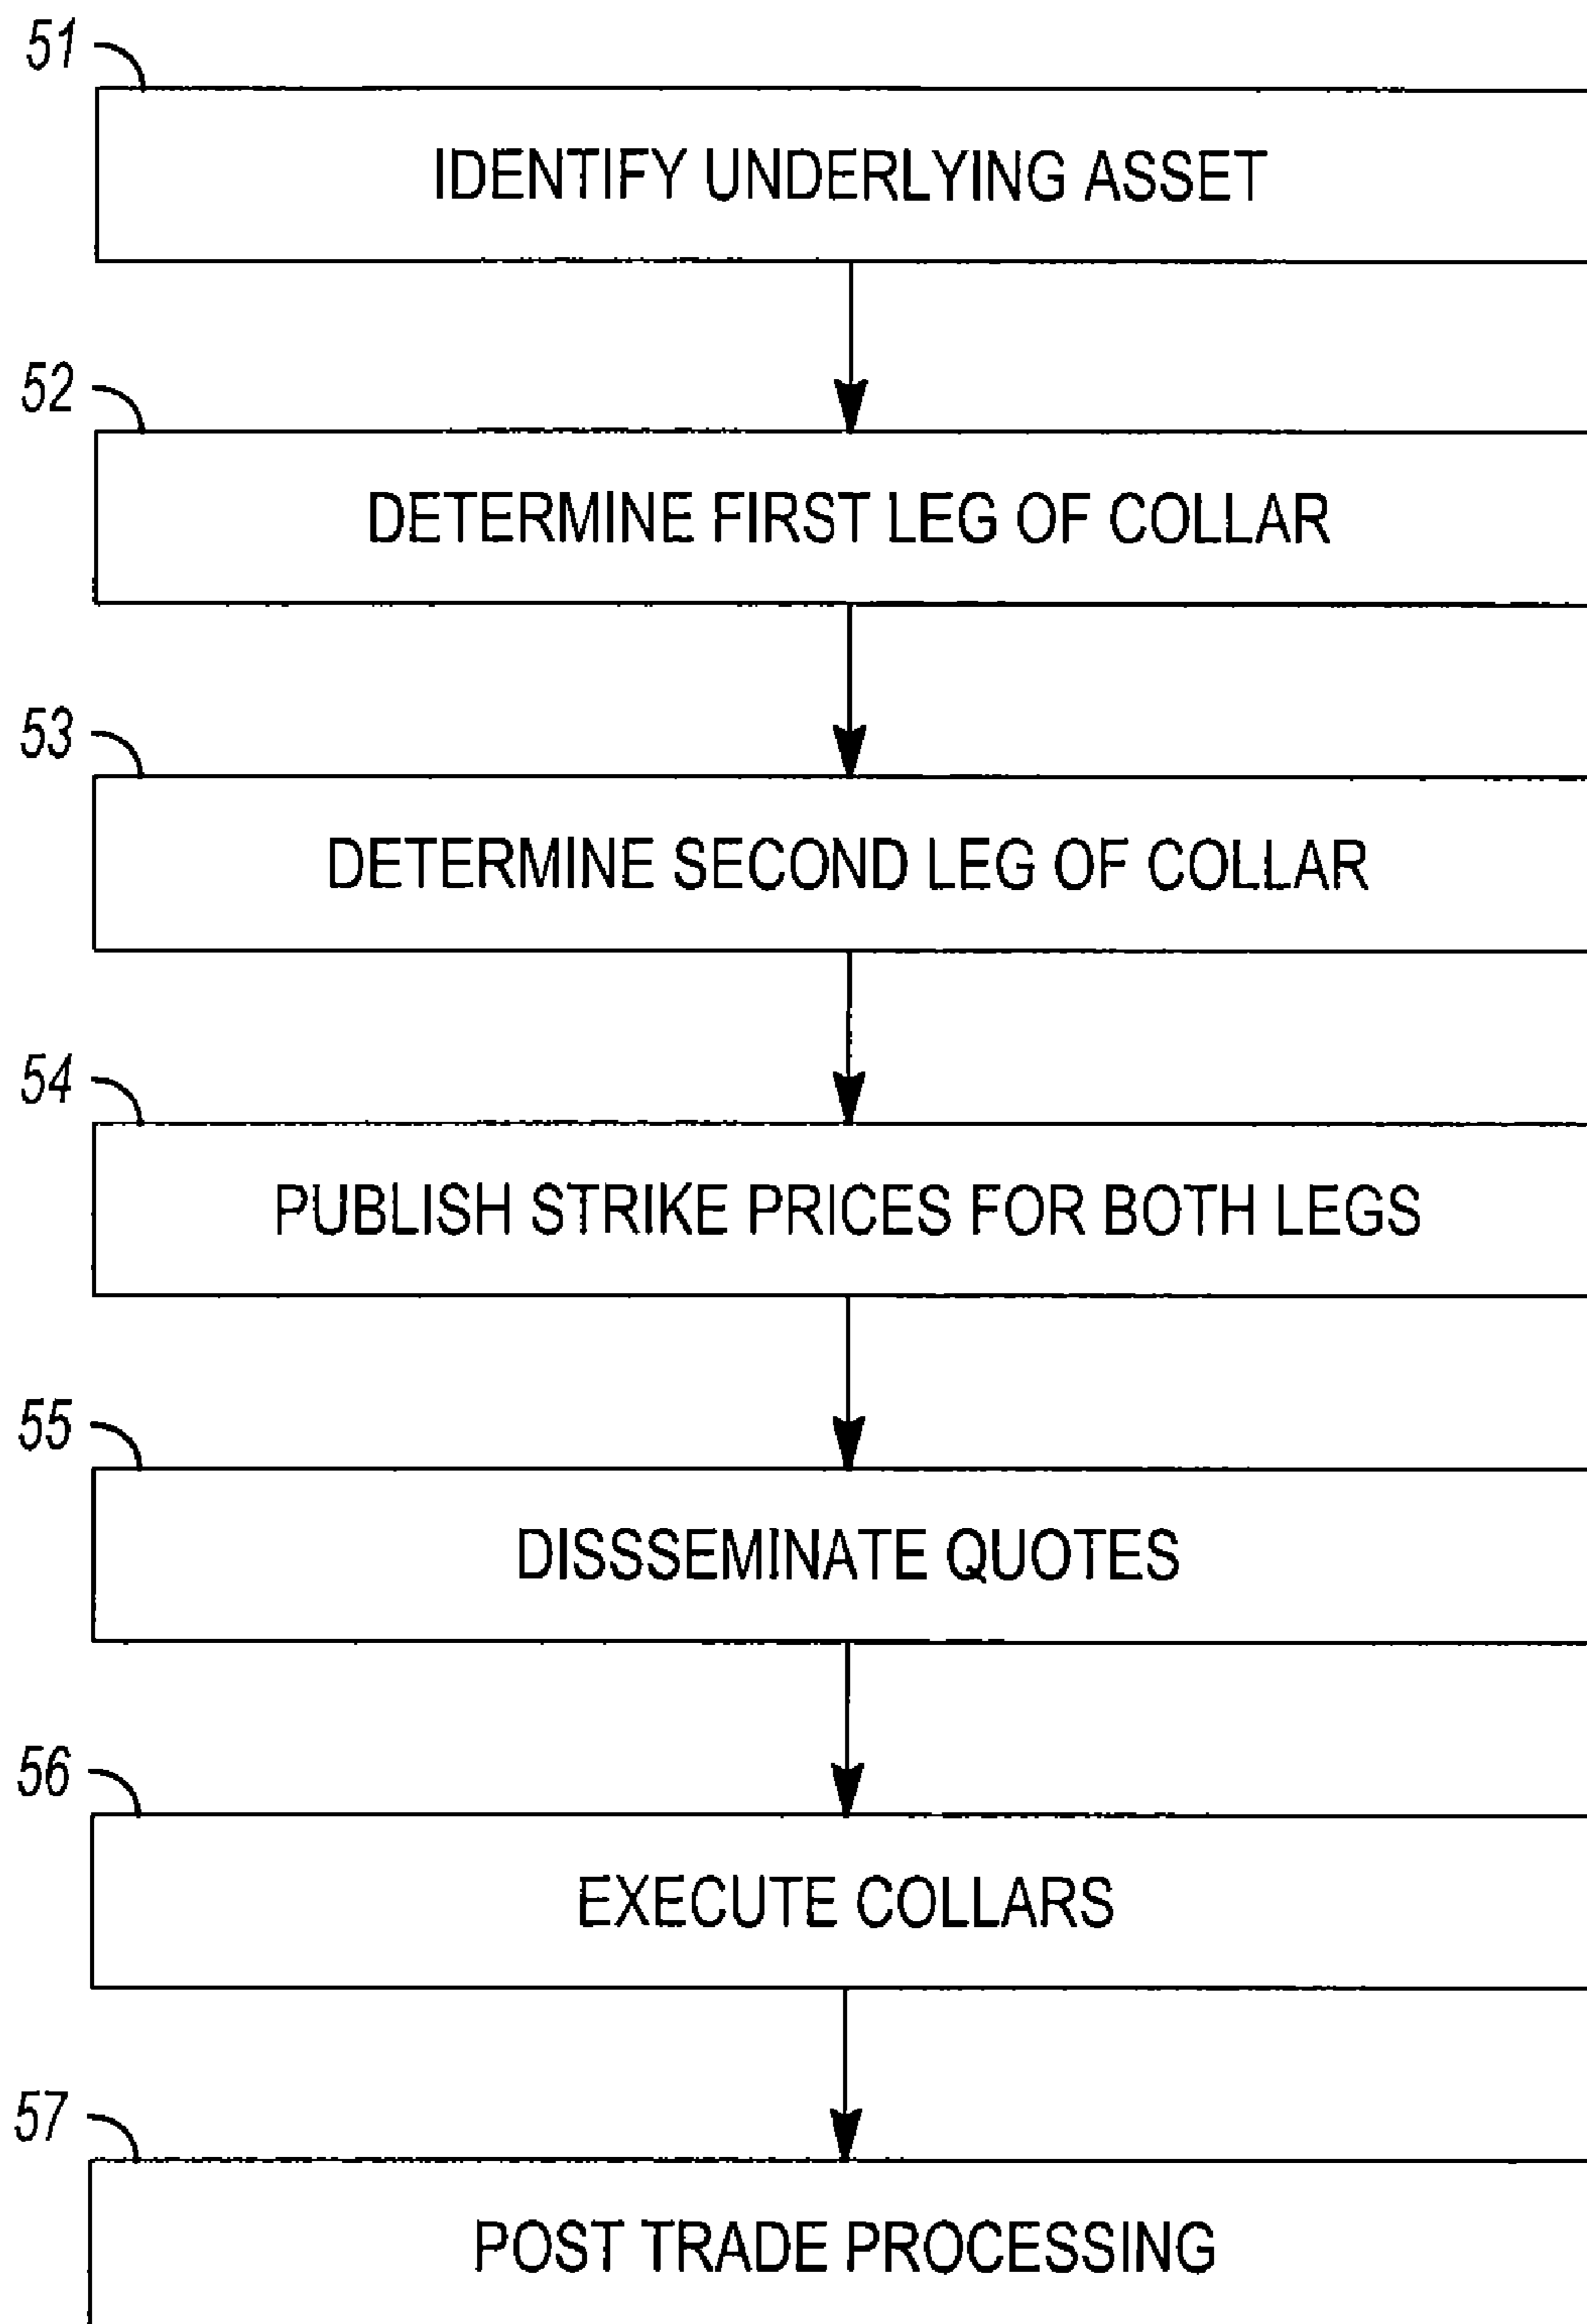 51
IDENTIFY UNDERLYING ASSET
52
DETERMINE FIRST LEG OF COLLAR
53
DETERMINE SECOND LEG OF COLLAR
54
PUBLISH STRIKE PRICES FOR BOTH LEGS
55
DISSSEMINATE QUOTES
56
EXECUTE COLLARS
57
POST TRADE PROCESSING